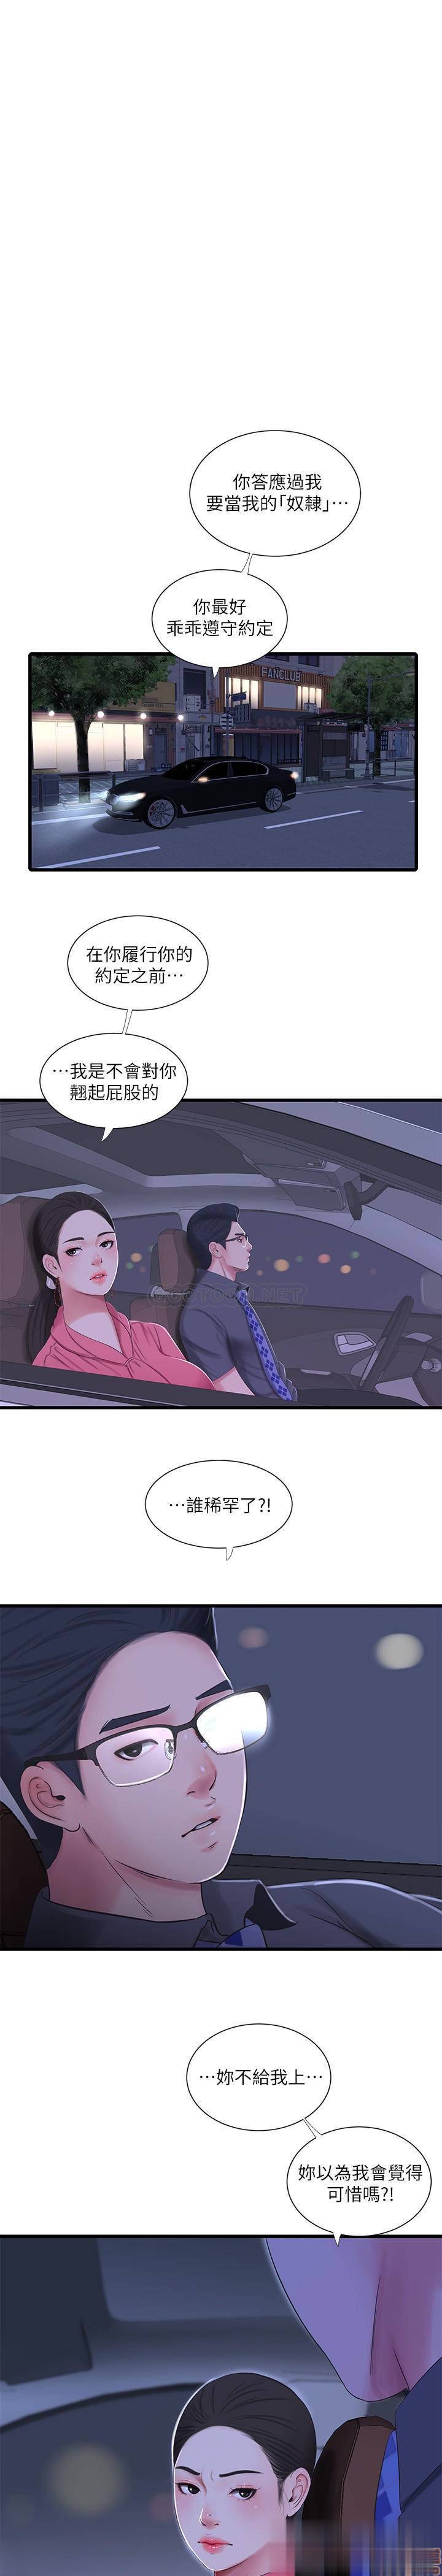 你答應過我
要當我的「奴隸」…
你最好
乖乖遵守約定
FANCLUB
在你履行你的
約定之前…
…我是不會對你
翹起屁股的
…誰稀罕了?!
…妳不給我上…
妳以為我會覺得
可惜嗎?!